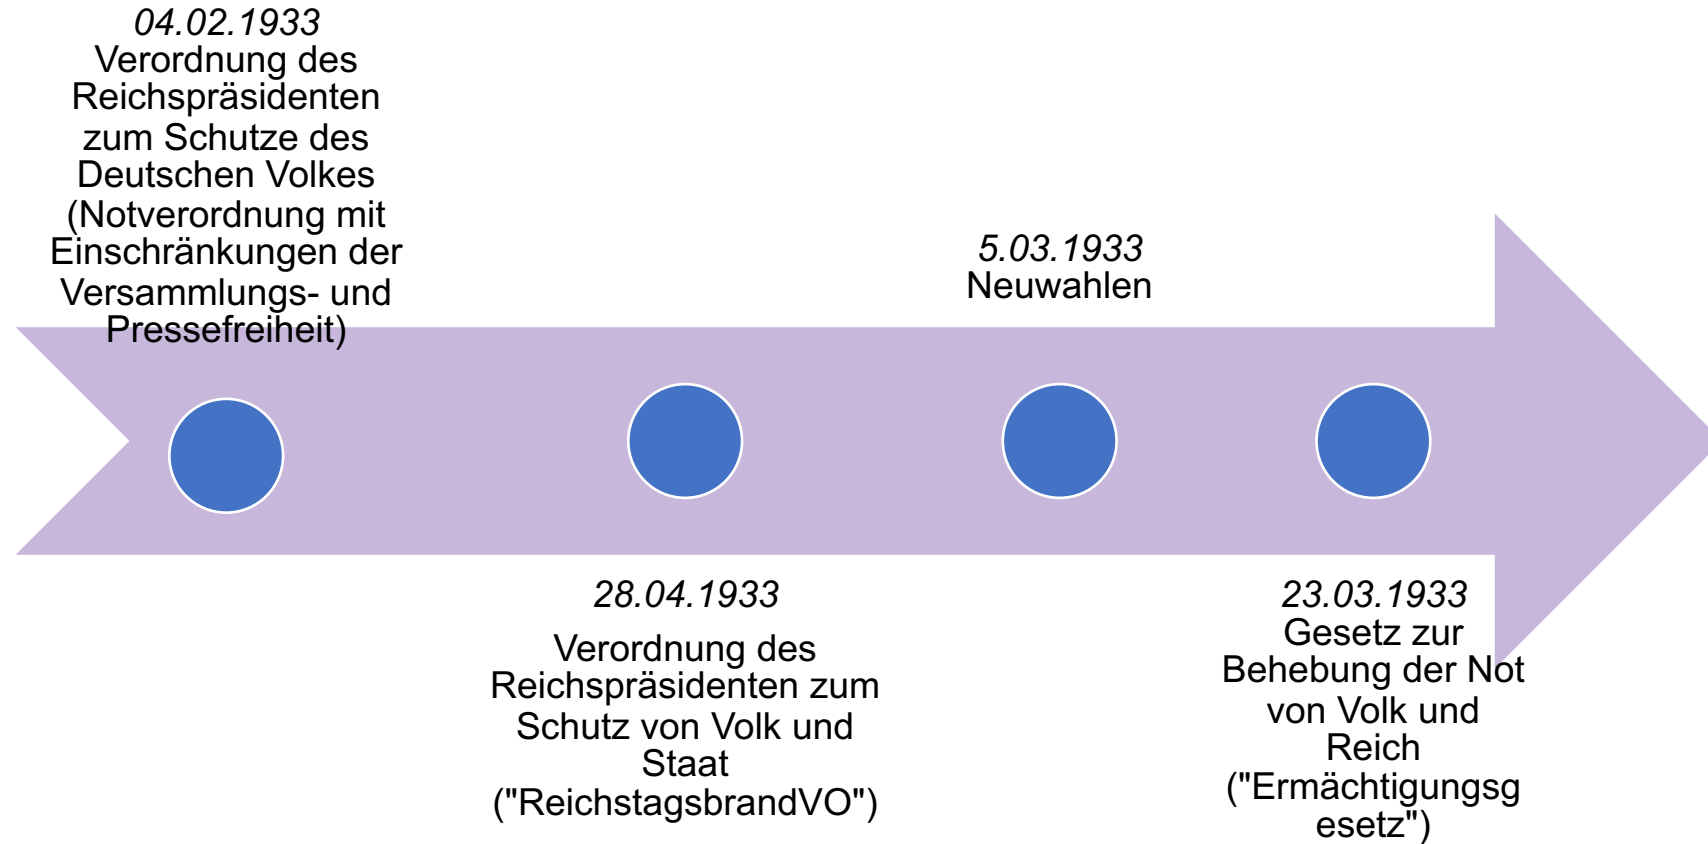 04.02.1933
Verordnung des
Reichspräsidenten
zum Schutze des
Deutschen Volkes
(Notverordnung mit
Einschränkungen der
Versammlungs- und
Pressefreiheit)
28.04.1933
Verordnung des
Reichspräsidenten zum
Schutz von Volk und
Staat
("ReichstagsbrandVO")
5.03.1933
Neuwahlen
23.03.1933
Gesetz zur
Behebung der Not
von Volk und
Reich
("Ermächtigungsg
esetz")